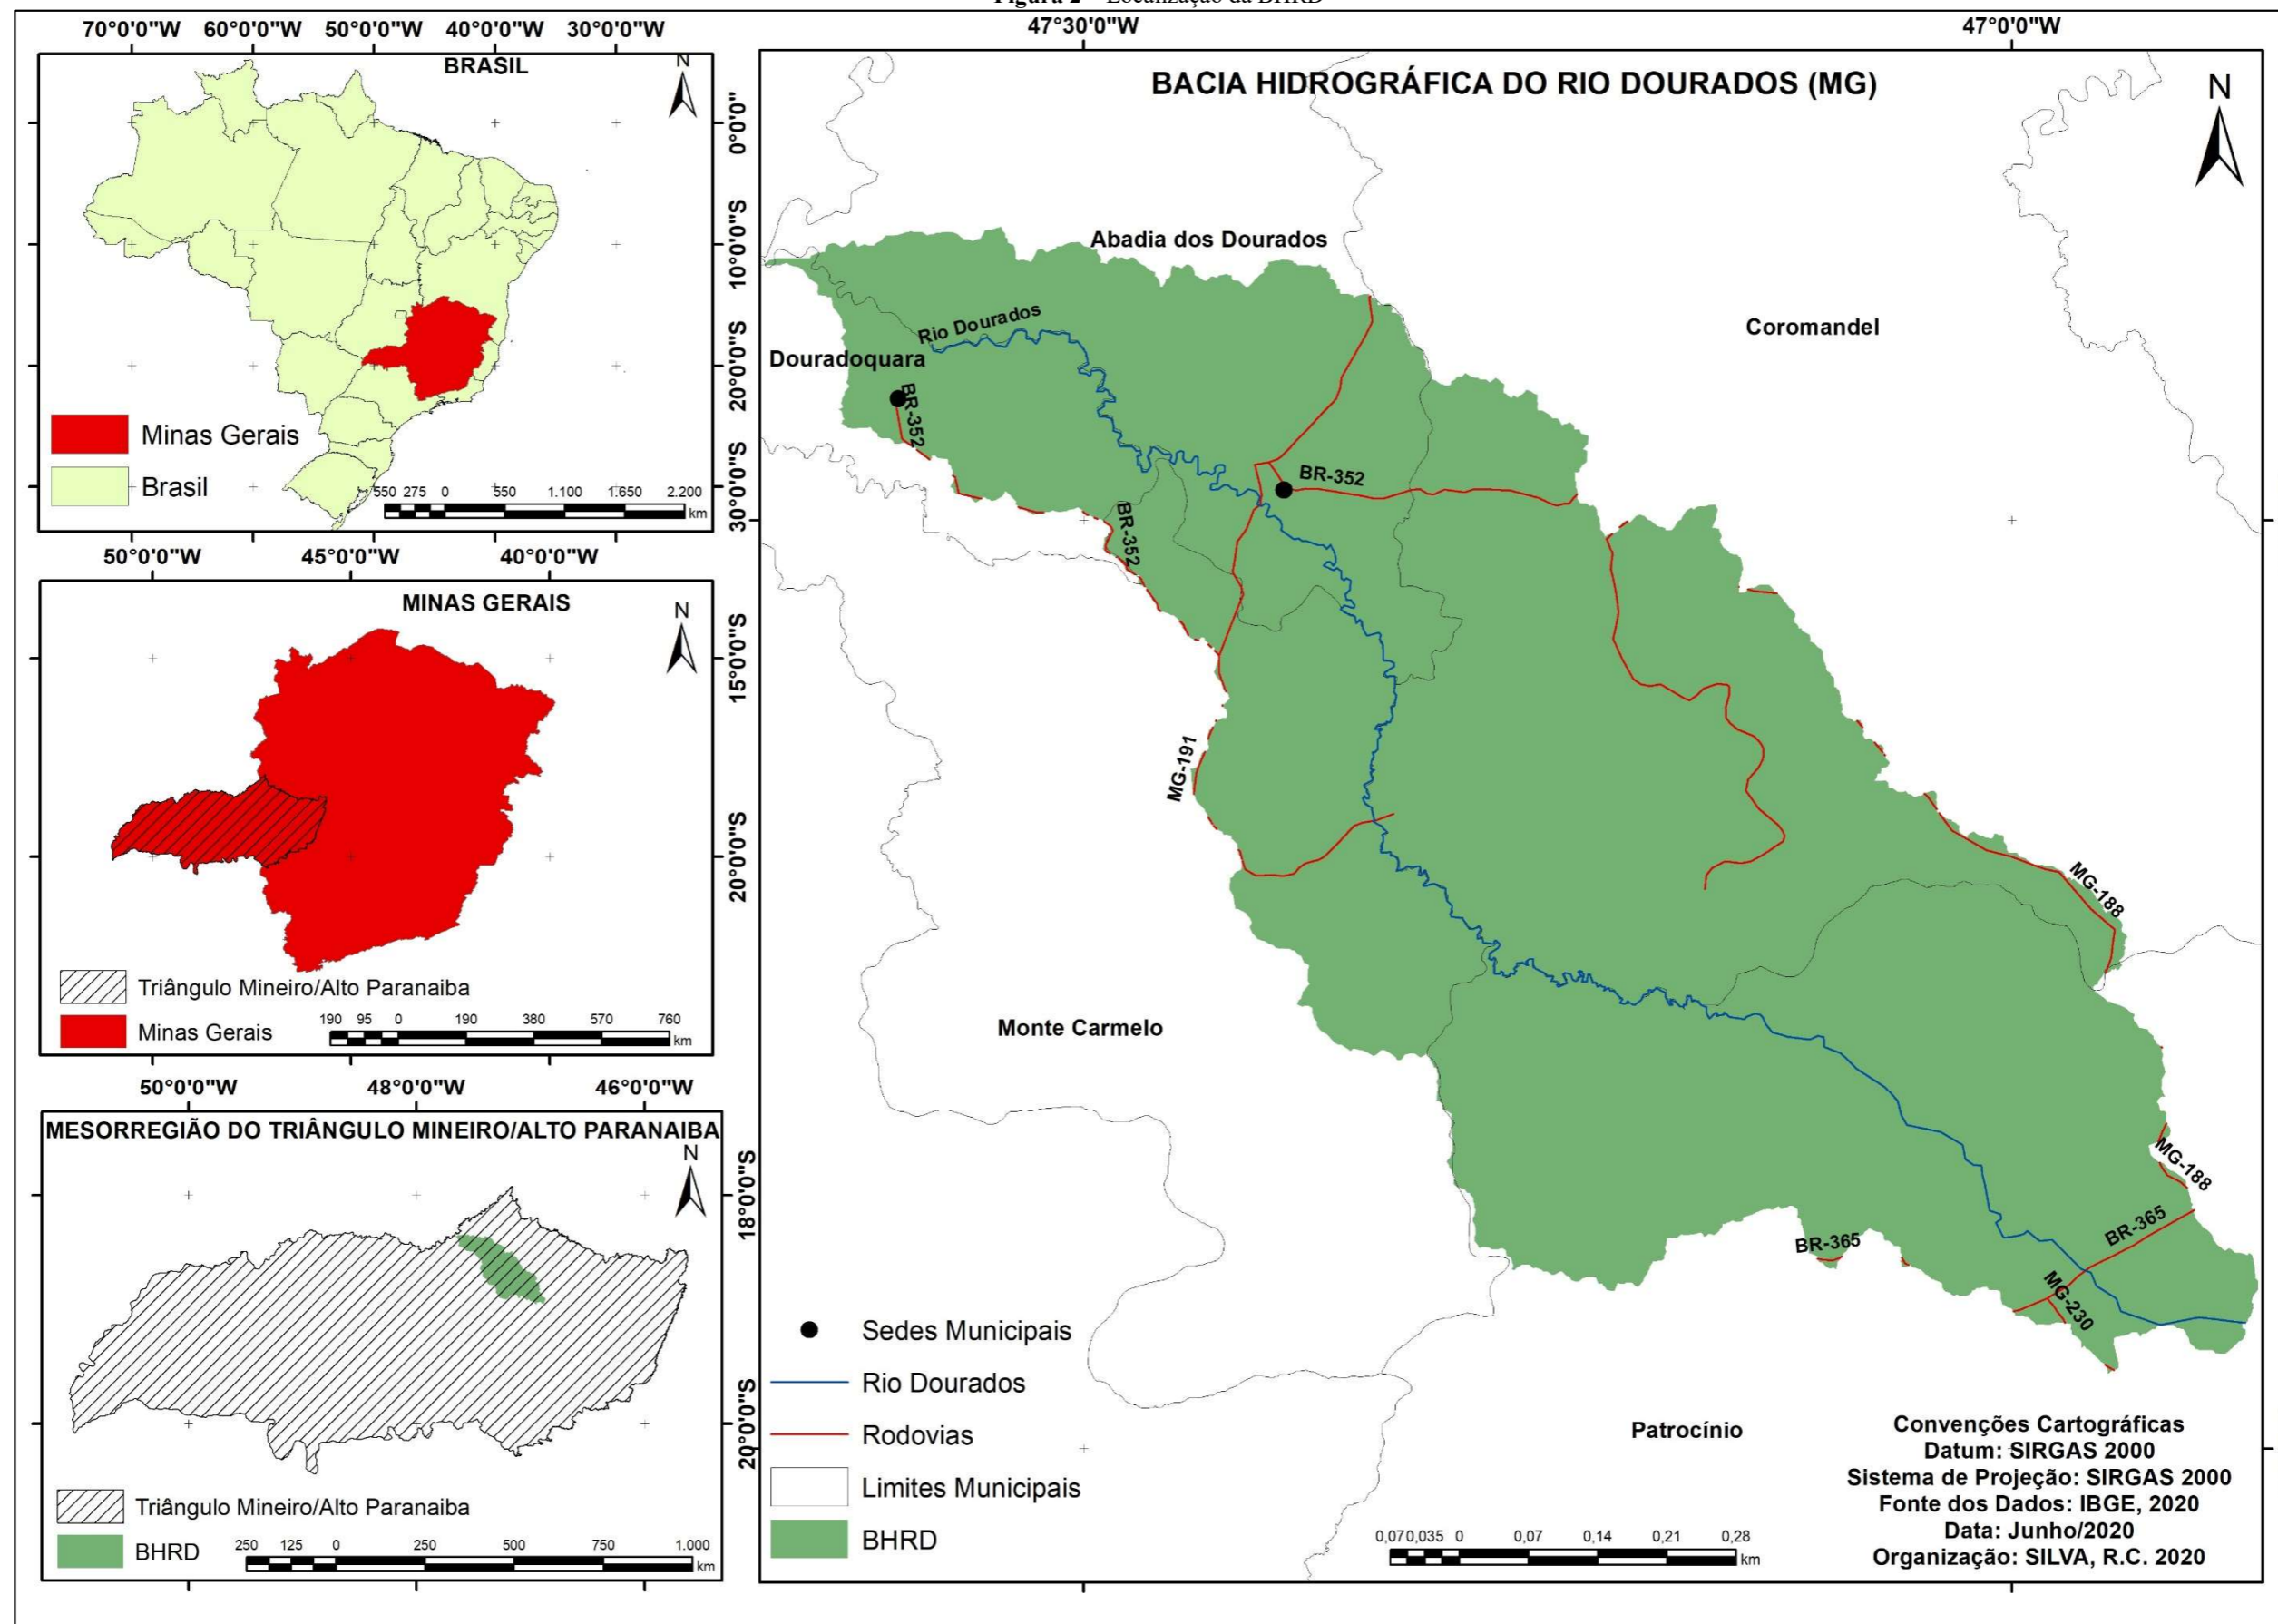 Figura 2 – Localização da BHRD
70°0'0"W 60°0'0"W 50°0'0"W 40°0'0"W 30°0'0"W
BRASIL
N
0°0'0"
10°0'0"S
20°0'0"S
30°0'0"S
Minas Gerais
Brasil
550 275 0 550 1.100 1.650 2.200
km
50°0'0"W 45°0'0"W 40°0'0"W
MINAS GERAIS
N
15°0'0"S
20°0'0"S
Triângulo Mineiro/Alto Paranaiba
Minas Gerais
190 95 0 190 380 570 760
km
50°0'0"W 48°0'0"W 46°0'0"W
MESORREGIÃO DO TRIÂNGULO MINEIRO/ALTO PARANAIBA
N
18°0'0"S
20°0'0"S
Triângulo Mineiro/Alto Paranaiba
BHRD
250 125 0 250 500 750 1.000
km
47°30'0"W 47°0'0"W
BACIA HIDROGRÁFICA DO RIO DOURADOS (MG)
N
Abadia dos Dourados
Coromandel
Rio Dourados
Douradoquara
BR-352
BR-352
BR-352
MG-191
MG-188
Monte Carmelo
MG-188
BR-365
BR-365
MG-230
Patrocínio
Sedes Municipais
Rio Dourados
Rodovias
Limites Municipais
BHRD
0,07 0,035 0 0,07 0,14 0,21 0,28
km
Convenções Cartográficas
Datum: SIRGAS 2000
Sistema de Projeção: SIRGAS 2000
Fonte dos Dados: IBGE, 2020
Data: Junho/2020
Organização: SILVA, R.C. 2020